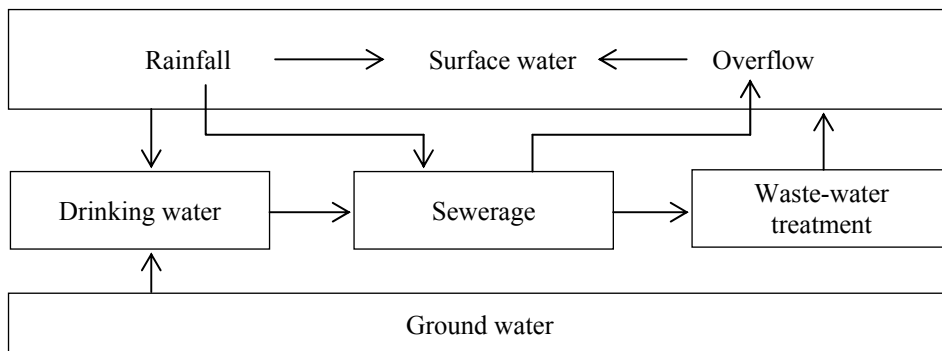 Rainfall
Surface water
Overflow
Drinking water
Sewerage
Waste-water
treatment
Ground water